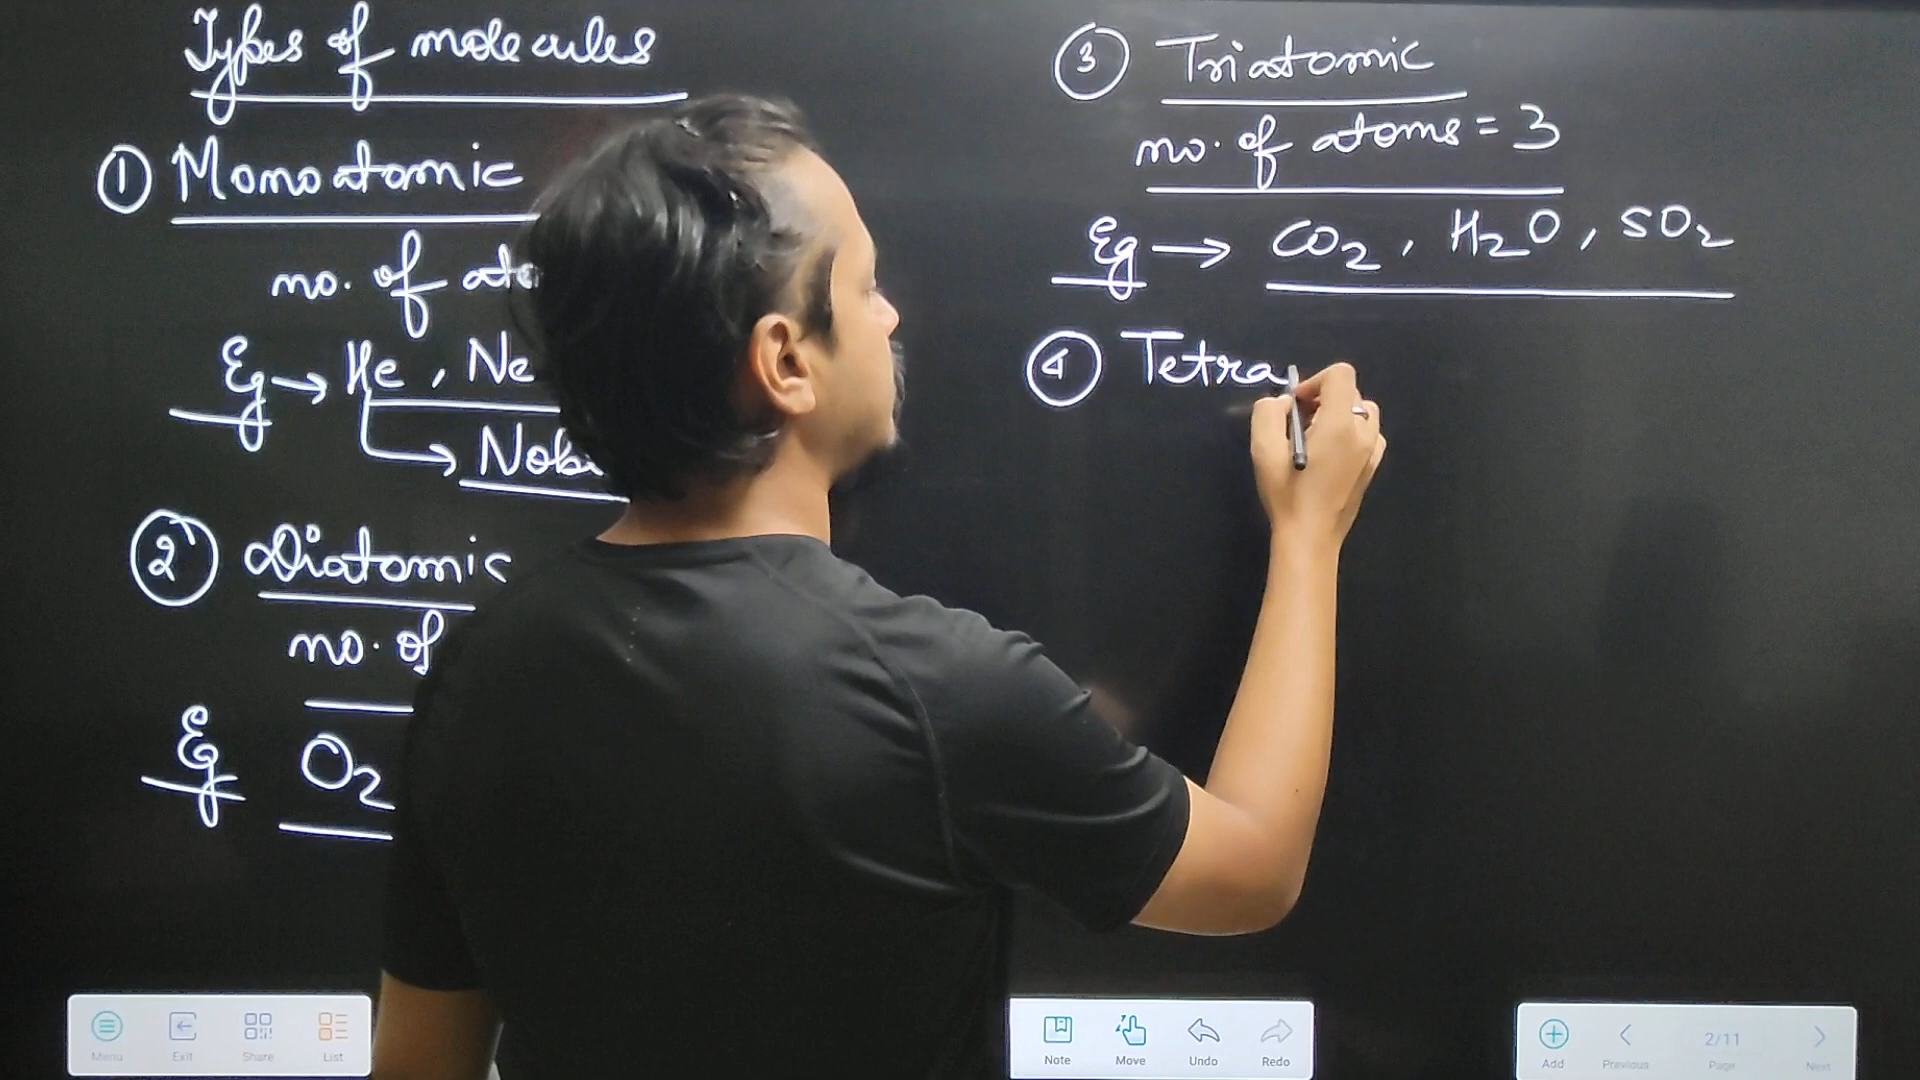 Types of molecules
① Monoatomic
no. of ato
Eg → He, Ne
→ Nob
② Diatomic
no. of
Eg O₂
③ Triatomic
no. of atoms = 3
Eg → CO₂, H₂O, SO₂
④ Tetra
Menu Exit Share List
Note Move Undo Redo
Add Previous 2/11 Page Next